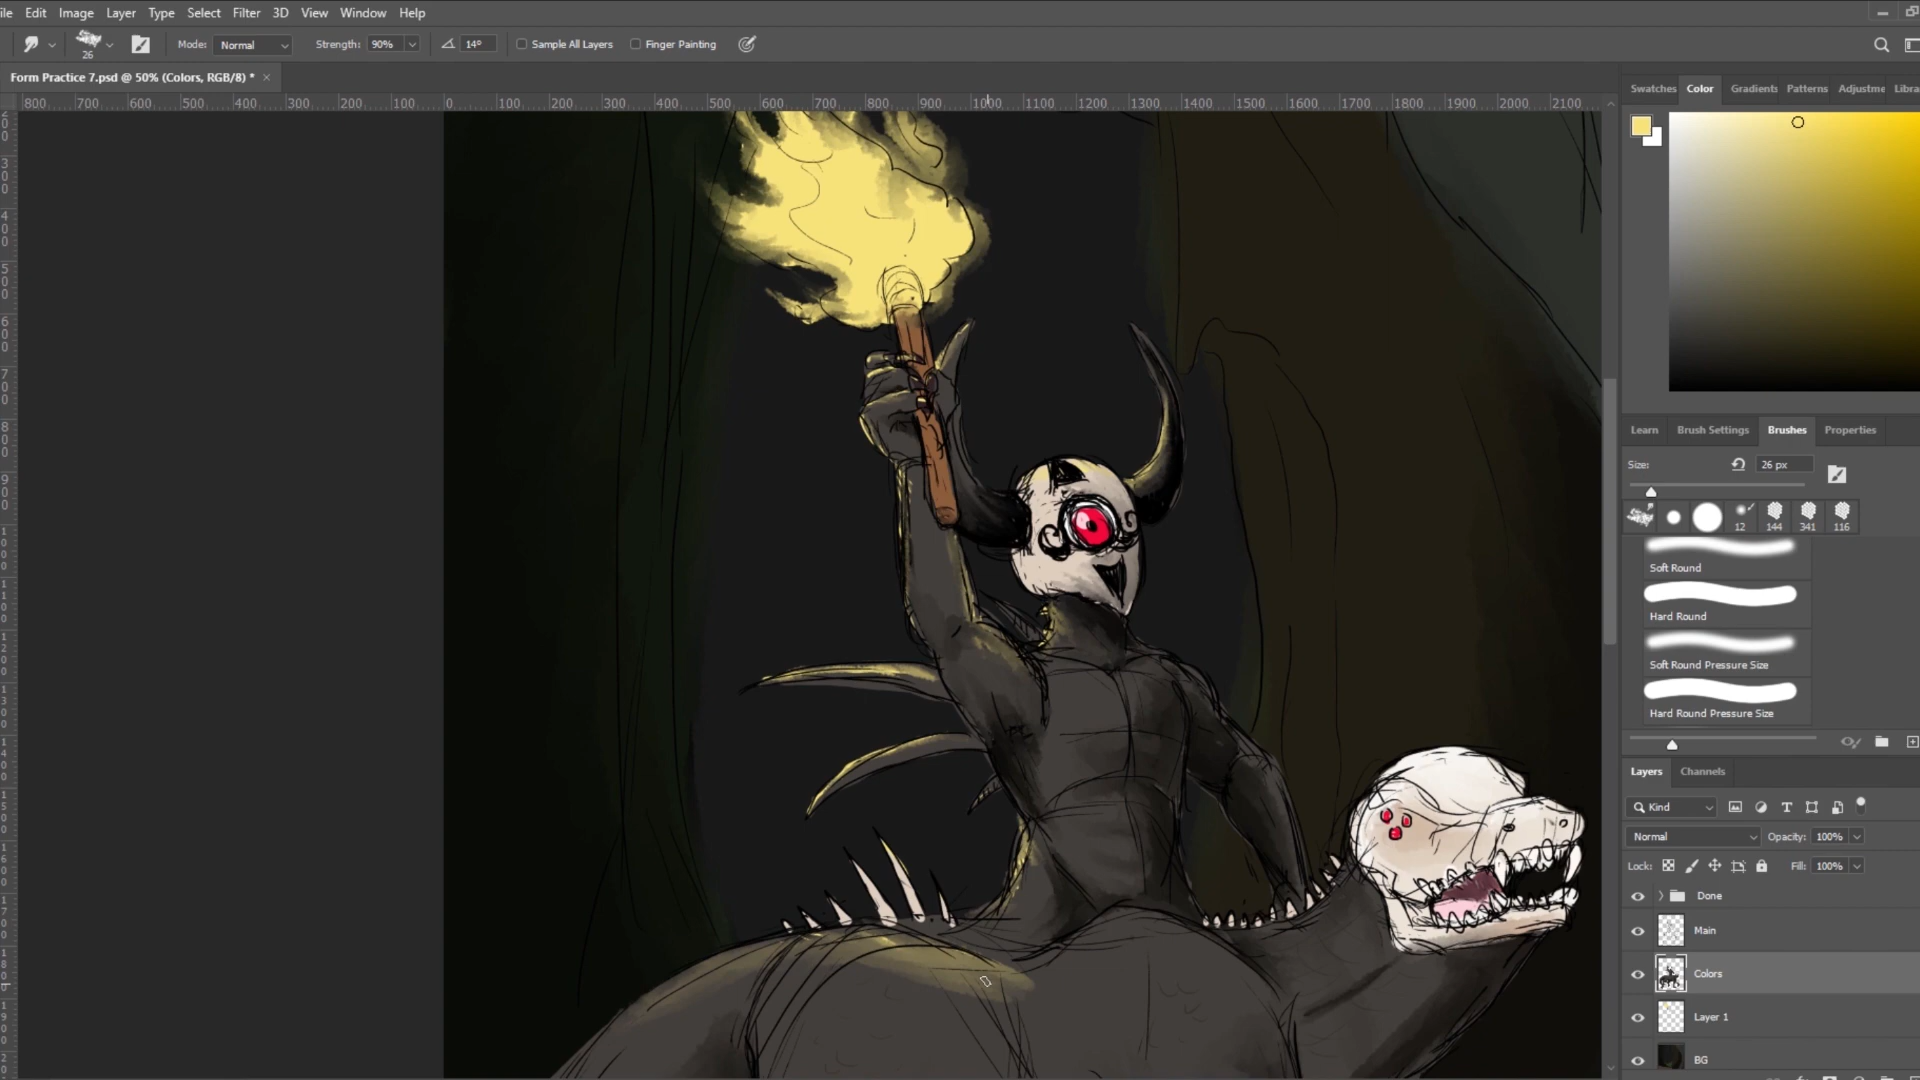 ile Edit Image Layer Type Select Filter 3D View Window Help
26 Mode: Normal Strength: 90% 14° Sample All Layers Finger Painting
Form Practice 7.psd @ 50% (Colors, RGB/8) * ×
800 700 600 500 400 300 200 100 0 100 200 300 400 500 600 700 800 900 1000 1100 1200 1300 1400 1500 1600 1700 1800 1900 2000 2100
Swatches Color Gradients Patterns Adjustme Libra
Learn Brush Settings Brushes Properties
Size: 26 px
12 144 341 116
Soft Round
Hard Round
Soft Round Pressure Size
Hard Round Pressure Size
Layers Channels
Kind
Normal Opacity: 100%
Lock: Fill: 100%
Done
Main
Colors
Layer 1
BG